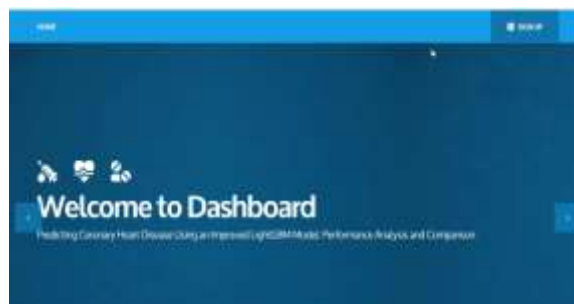 HOME
SIGN UP
Welcome to Dashboard
Predicting Coronary Heart Disease Using an Improved LightGBM Model: Performance Analysis and Comparison